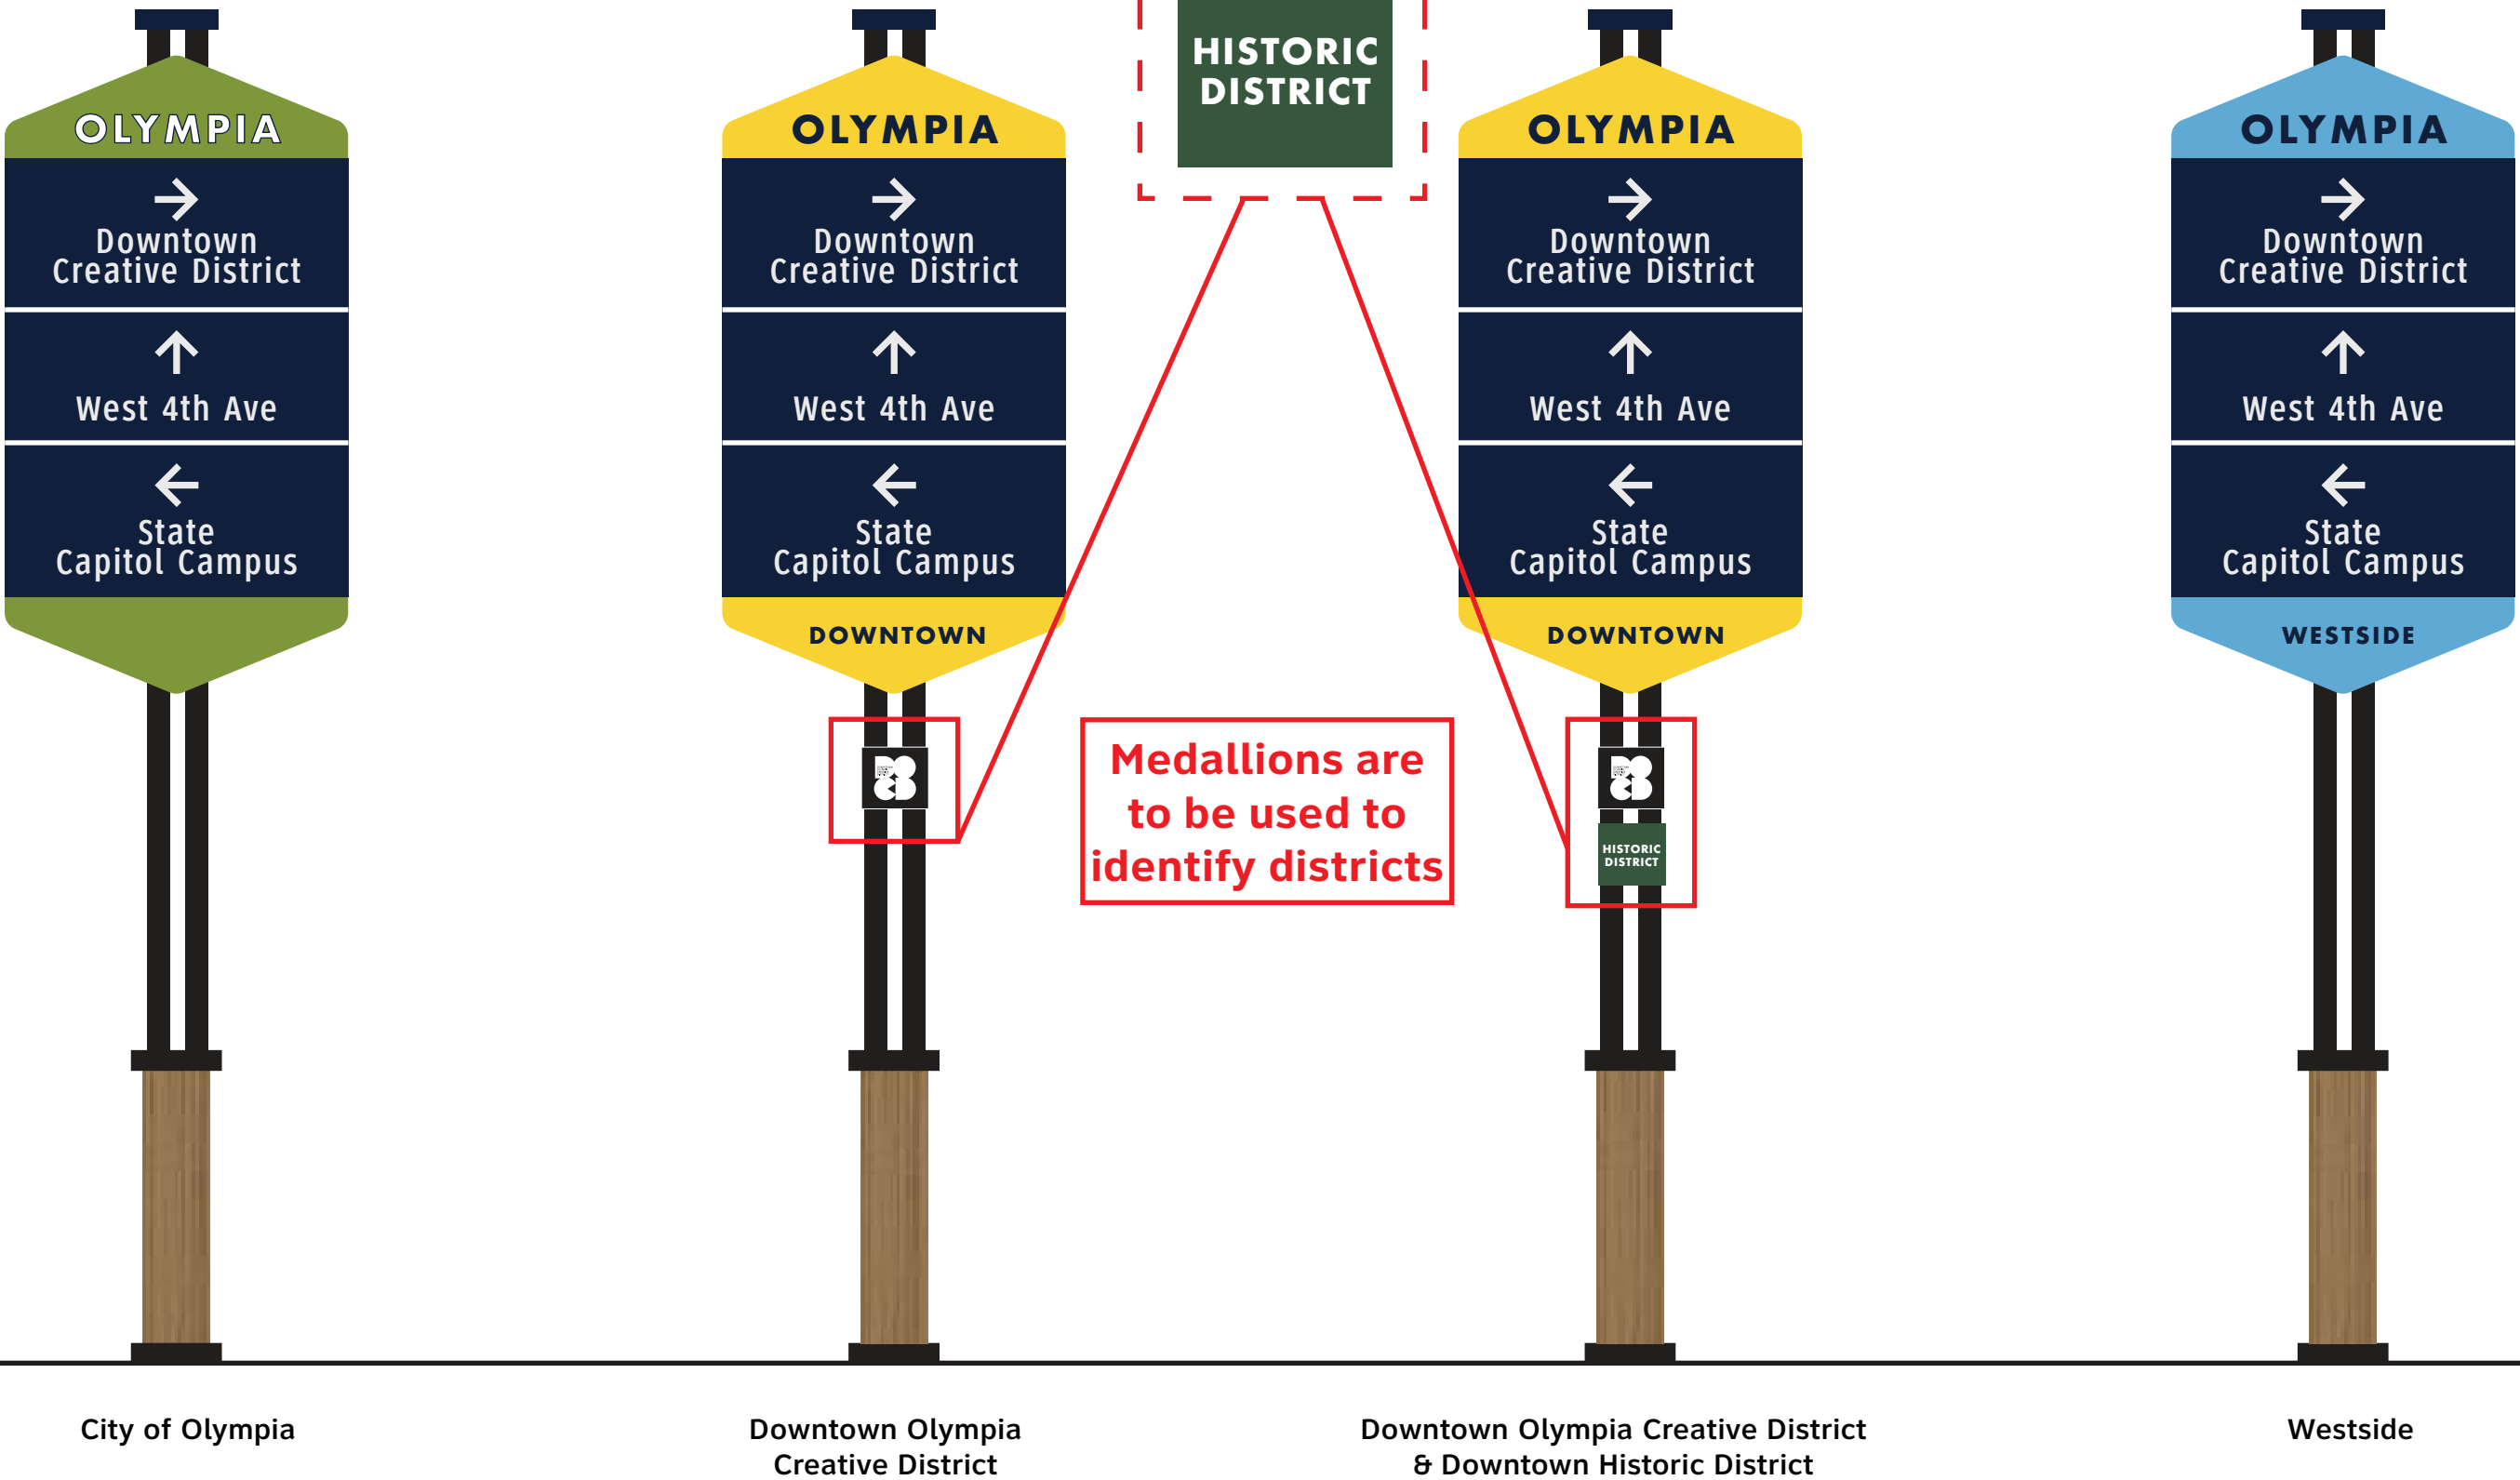 HISTORIC
DISTRICT
OLYMPIA
Downtown
Creative District
West 4th Ave
State
Capitol Campus
OLYMPIA
Downtown
Creative District
West 4th Ave
State
Capitol Campus
DOWNTOWN
OLYMPIA
Downtown
Creative District
West 4th Ave
State
Capitol Campus
DOWNTOWN
HISTORIC
DISTRICT
OLYMPIA
Downtown
Creative District
West 4th Ave
State
Capitol Campus
WESTSIDE
Medallions are
to be used to
identify districts
City of Olympia
Downtown Olympia
Creative District
Downtown Olympia Creative District
& Downtown Historic District
Westside